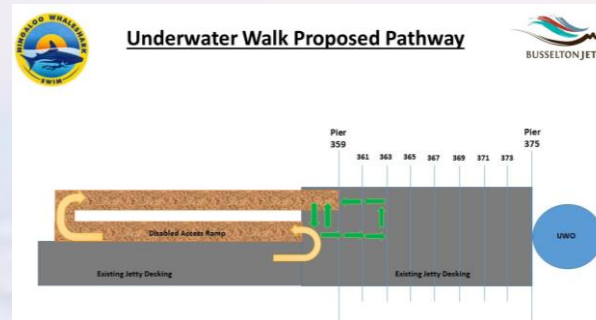 NINGALOO WHALESHARK
SWIM
Underwater Walk Proposed Pathway
BUSSELTON JET
Pier
359
361
363
365
367
369
371
373
Pier
375
Disabled Access Ramp
UWO
Existing Jetty Decking
Existing Jetty Decking